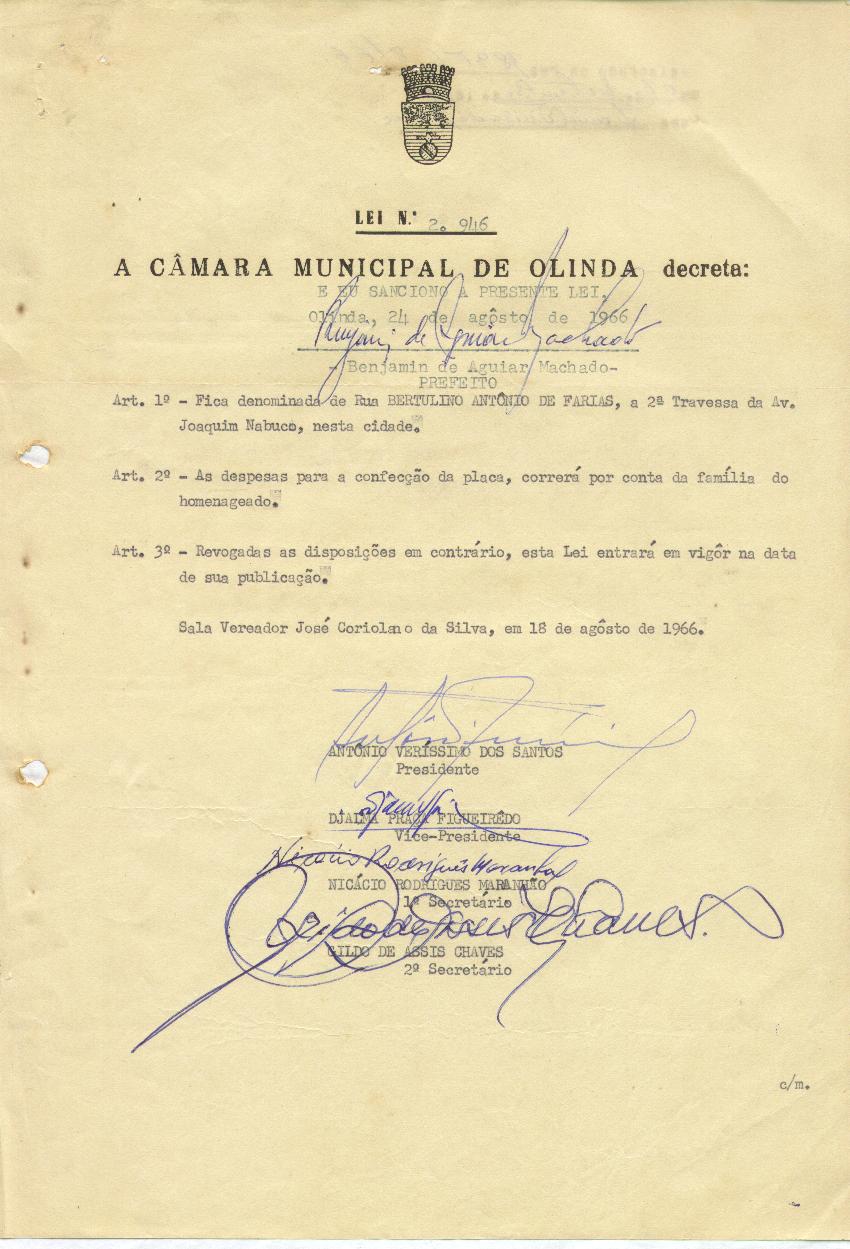 LEI N.º 2. 946
A CÂMARA MUNICIPAL DE OLINDA decreta:
E EU SANCIONO A PRESENTE LEI.
Olinda, 24 de agôsto de 1966
Benjamin de Aguiar Machado
-Benjamin de Aguiar Machado-
PREFEITO
Art. 1º - Fica denominada de Rua BERTULINO ANTÔNIO DE FARIAS, a 2ª Travessa da Av.
Joaquim Nabuco, nesta cidade.
Art. 2º - As despesas para a confecção da placa, correrá por conta da família do
homenageado.
Art. 3º - Revogadas as disposições em contrário, esta Lei entrará em vigôr na data
de sua publicação.
Sala Vereador José Coriolano da Silva, em 18 de agôsto de 1966.
ANTÔNIO VERÍSSIMO DOS SANTOS
Presidente
DJALMA PRAÇA FIGUEIRÊDO
Vice-Presidente
Nicácio Rodrigues Maranhão
NICÁCIO RODRIGUES MARANHÃO
1º Secretário
Gildo de Assis Chaves.
GILDO DE ASSIS CHAVES
2º Secretário
c/m.